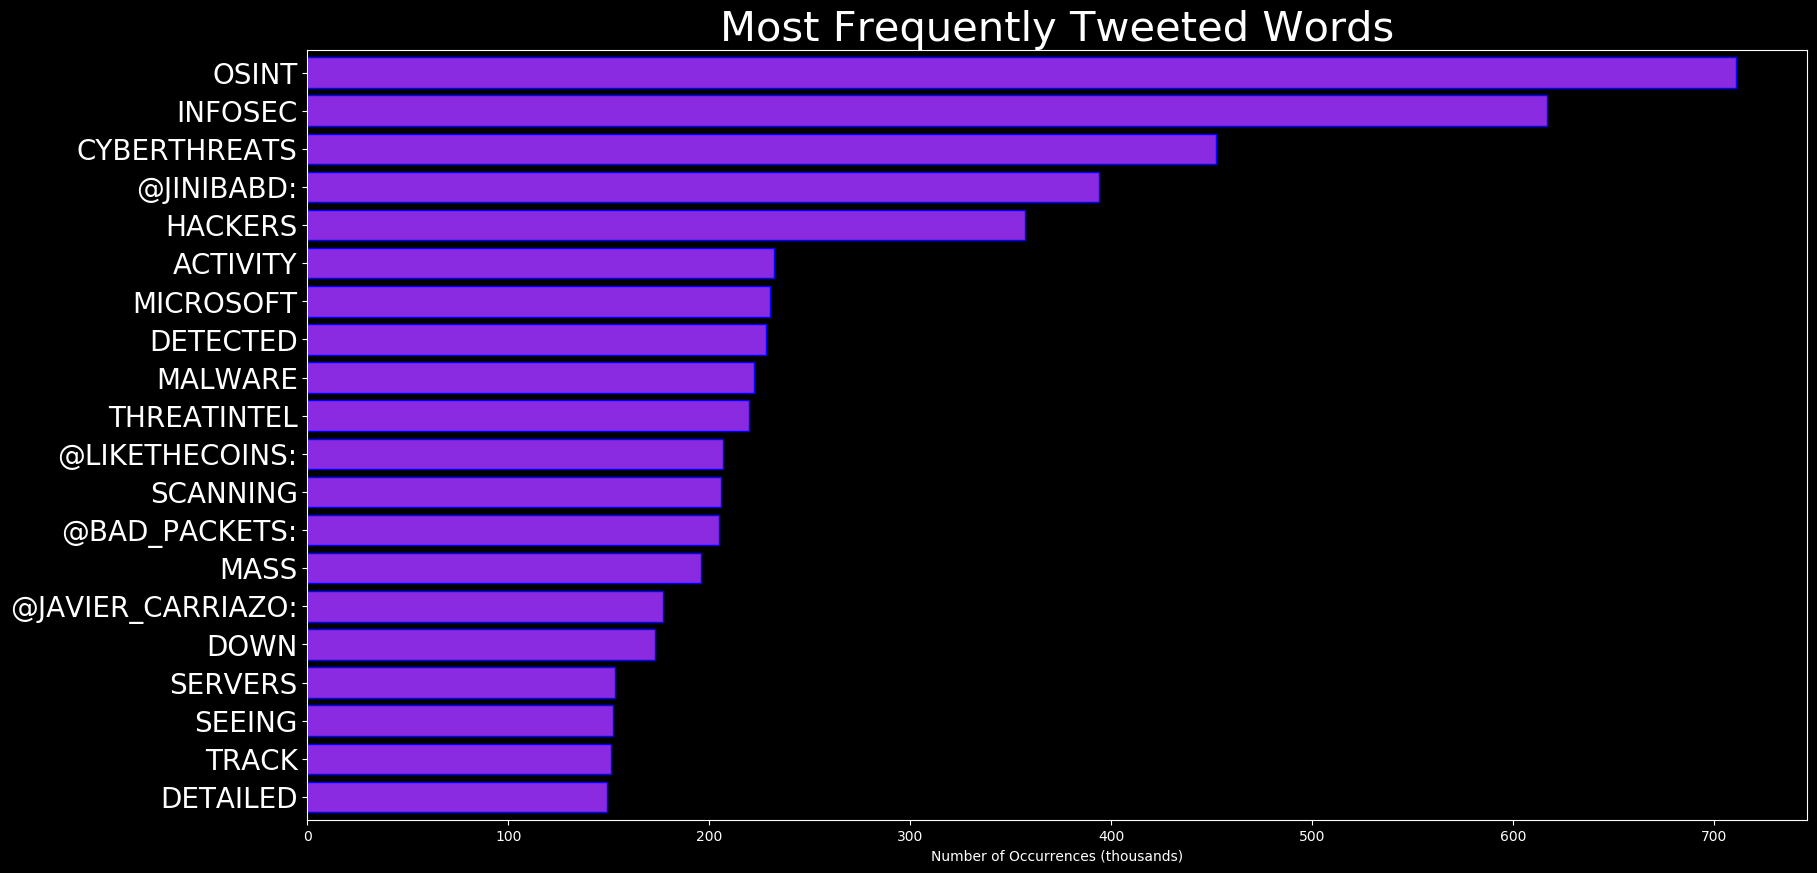 Most Frequently Tweeted Words
OSINT
INFOSEC
CYBERTHREATS
@JINIBABD:
HACKERS
ACTIVITY
MICROSOFT
DETECTED
MALWARE
THREATINTEL
@LIKETHECOINS:
SCANNING
@BAD_PACKETS:
MASS
@JAVIER_CARRIAZO:
DOWN
SERVERS
SEEING
TRACK
DETAILED
0 100 200 300 400 500 600 700
Number of Occurrences (thousands)